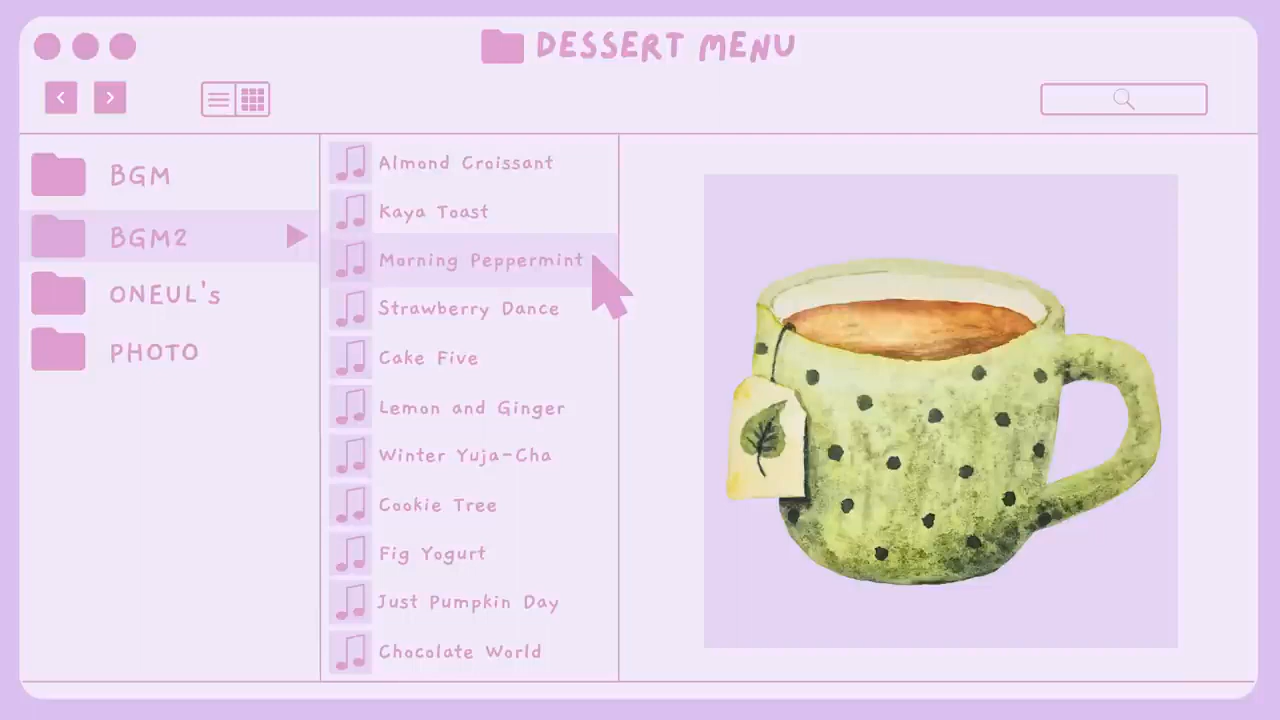 DESSERT MENU
BGM
BGM2
ONEUL's
PHOTO
Almond Croissant
Kaya Toast
Morning Peppermint
Strawberry Dance
Cake Five
Lemon and Ginger
Winter Yuja-Cha
Cookie Tree
Fig Yogurt
Just Pumpkin Day
Chocolate World